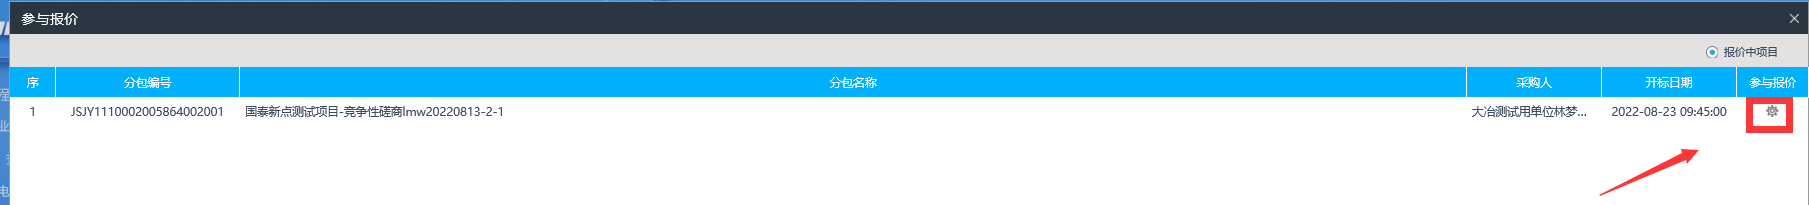 参与报价
报价中项目
序 分包编号 分包名称 采购人 开标日期 参与报价
1 JSJY1110002005864002001 国泰新点测试项目-竞争性磋商lmw20220813-2-1 大冶测试用单位林梦... 2022-08-23 09:45:00
程
业
电